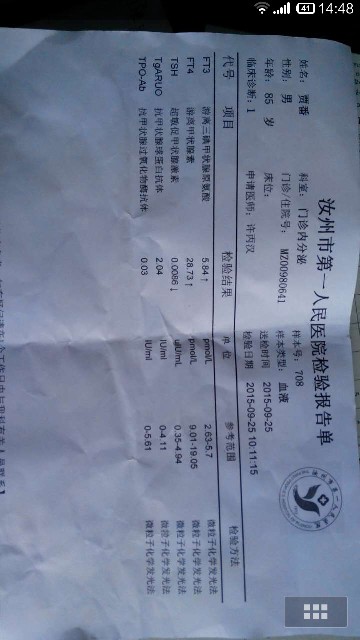 41 14:48
汝州市第一人民医院检验报告单
姓名: 贾番 科室: 门诊内分泌 样本号: 708
性别: 男 门诊/住院号: MZ00980641 样本类型: 血液
年龄: 85 岁 床位: 送检时间 2015-09-25
临床诊断: 1 申请医师: 许丙汉 检验日期 2015-09-25 10:11:15
代号 项目 检验结果 单位 参考范围 检验方法
FT3 游离三碘甲状腺原氨酸 5.84↑ pmol/L 2.63-5.7 微粒子化学发光法
FT4 游离甲状腺素 28.73↑ pmol/L 9.01-19.05 微粒子化学发光法
TSH 超敏促甲状腺激素 0.0086↓ uIU/mL 0.35-4.94 微粒子化学发光法
TgARUO 抗甲状腺球蛋白抗体 2.04 IU/ml 0-4.11 微粒子化学发光法
TPO-Ab 抗甲状腺过氧化物酶抗体 0.03 IU/ml 0-5.61 微粒子化学发光法